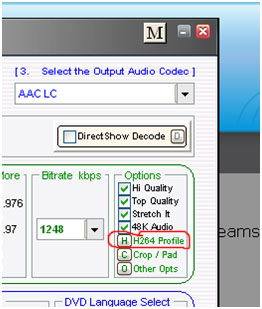 M
[ 3. Select the Output Audio Codec ]
AAC LC
DirectShow Decode D
More
Bitrate kbps
Options
Hi Quality
.976
Top Quality
Stretch It
.97
1248
48K Audio
eams
H H264 Profile
C Crop / Pad
O Other Opts
DVD Language Select